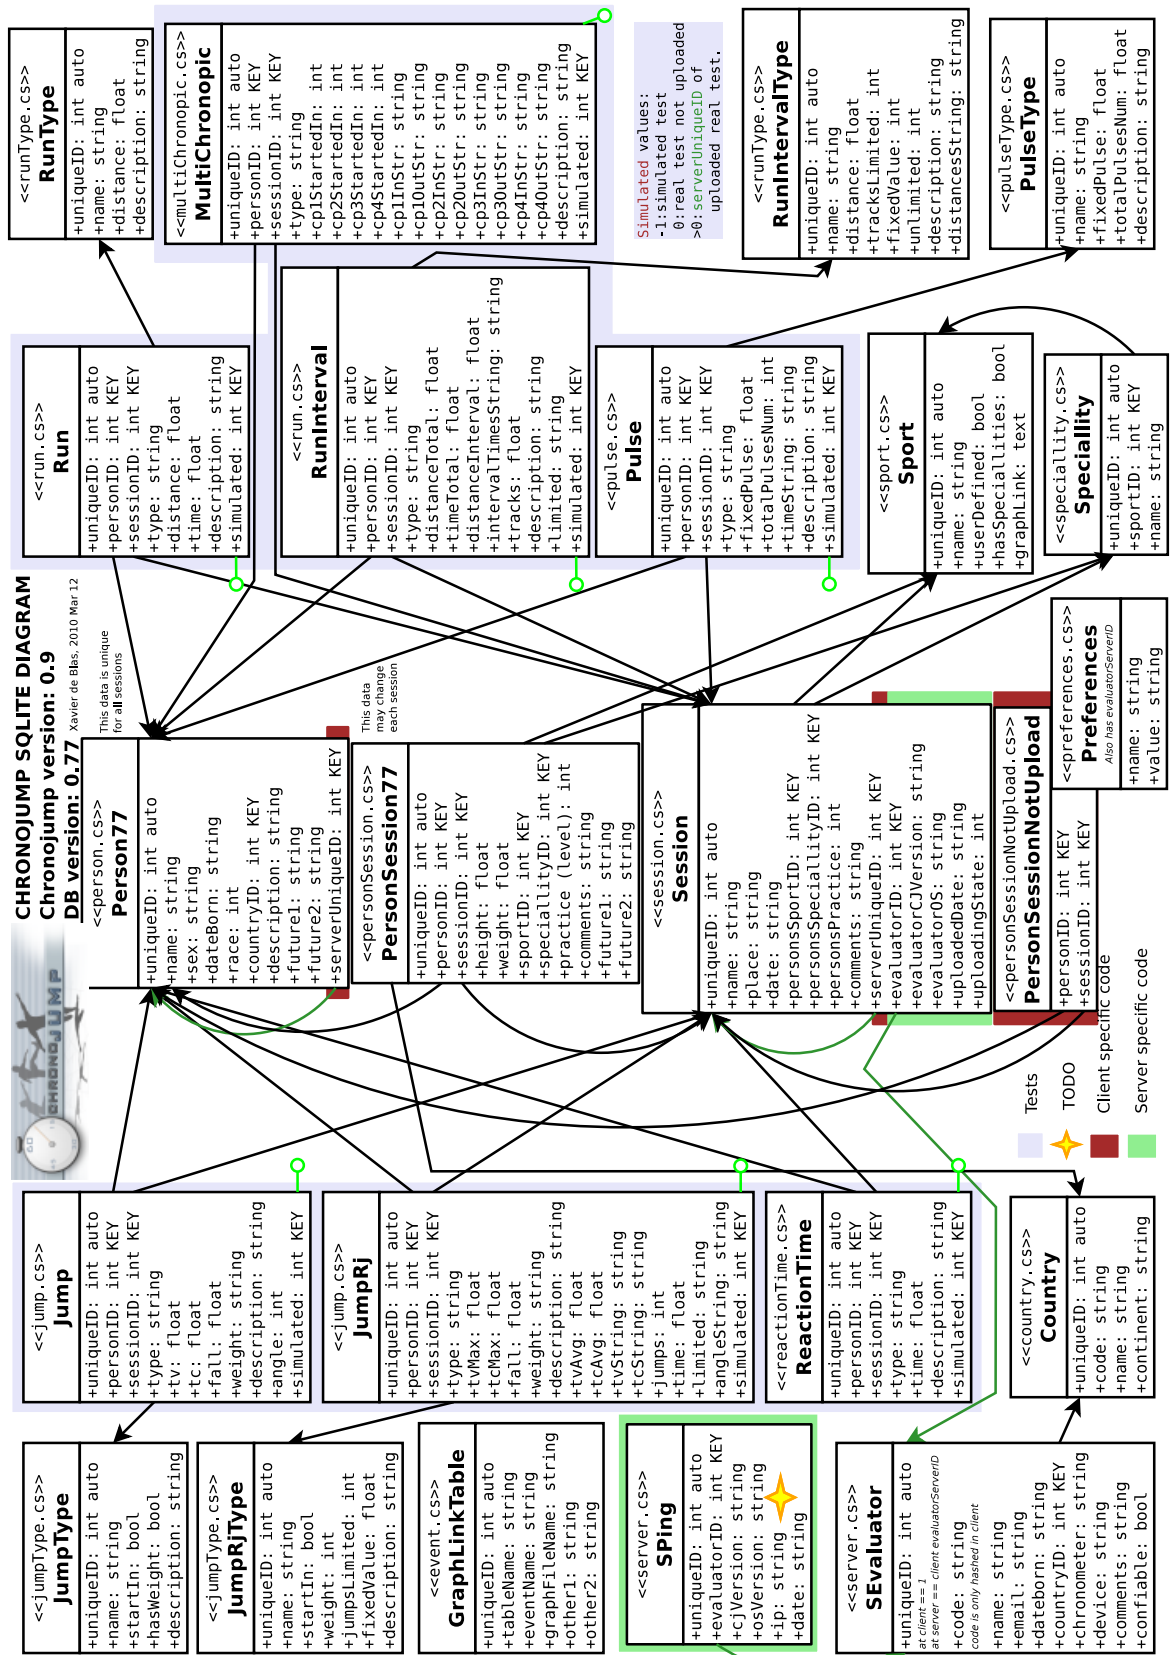 CHRONOJUMP
CHRONOJUMP SQLITE DIAGRAM
Chronojump version: 0.9
DB version: 0.77
Xavier de Blas, 2010 Mar 12
<<jumpType.cs>>
JumpType
+uniqueID: int auto
+name: string
+startIn: bool
+hasWeight: bool
+description: string
<<jumpType.cs>>
JumpRjType
+uniqueID: int auto
+name: string
+startIn: bool
+weight: int
+jumpsLimited: int
+fixedValue: float
+description: string
<<event.cs>>
GraphLinkTable
+uniqueID: int auto
+tableName: string
+eventName: string
+graphFileName: string
+other1: string
+other2: string
<<server.cs>>
SPing
+uniqueID: int auto
+evaluatorID: int KEY
+cjVersion: string
+osVersion: string
+ip: string
+date: string
<<server.cs>>
SEvaluator
+uniqueID: int auto
at client == 1
at server == client evaluatorServerID
+code: string
code is only hashed in client
+name: string
+email: string
+dateborn: string
+countryID: int KEY
+chronometer: string
+device: string
+comments: string
+confiable: bool
<<jump.cs>>
Jump
+uniqueID: int auto
+personID: int KEY
+sessionID: int KEY
+type: string
+tv: float
+tc: float
+fall: float
+weight: string
+description: string
+angle: int
+simulated: int KEY
<<jump.cs>>
JumpRj
+uniqueID: int auto
+personID: int KEY
+sessionID: int KEY
+type: string
+tvMax: float
+tcMax: float
+fall: float
+weight: string
+description: string
+tvAvg: float
+tcAvg: float
+tvString: string
+tcString: string
+jumps: int
+time: float
+limited: string
+angleString: string
+simulated: int KEY
<<reactionTime.cs>>
ReactionTime
+uniqueID: int auto
+personID: int KEY
+sessionID: int KEY
+type: string
+time: float
+description: string
+simulated: int KEY
<<country.cs>>
Country
+uniqueID: int auto
+code: string
+name: string
+continent: string
Tests
TODO
Client specific code
Server specific code
<<person.cs>>
Person77
This data is unique
for all sessions
+uniqueID: int auto
+name: string
+sex: string
+dateBorn: string
+race: int
+countryID: int KEY
+description: string
+future1: string
+future2: string
+serverUniqueID: int KEY
<<personSession.cs>>
PersonSession77
This data
may change
each session
+uniqueID: int auto
+personID: int KEY
+sessionID: int KEY
+height: float
+weight: float
+sportID: int KEY
+speciallityID: int KEY
+practice (level): int
+comments: string
+future1: string
+future2: string
<<session.cs>>
Session
+uniqueID: int auto
+name: string
+place: string
+date: string
+personsSportID: int KEY
+personsSpeciallityID: int KEY
+personsPractice: int
+comments: string
+serverUniqueID: int KEY
+evaluatorID: int KEY
+evaluatorCJVersion: string
+evaluatorOS: string
+uploadedDate: string
+uploadingState: int
<<personSessionNotUpload.cs>>
PersonSessionNotUpload
+personID: int KEY
+sessionID: int KEY
<<preferences.cs>>
Preferences
Also has evaluatorServerID
+name: string
+value: string
<<run.cs>>
Run
+uniqueID: int auto
+personID: int KEY
+sessionID: int KEY
+type: string
+distance: float
+time: float
+description: string
+simulated: int KEY
<<run.cs>>
RunInterval
+uniqueID: int auto
+personID: int KEY
+sessionID: int KEY
+type: string
+distanceTotal: float
+timeTotal: float
+distanceInterval: float
+intervalTimesString: string
+tracks: float
+description: string
+limited: string
+simulated: int KEY
<<pulse.cs>>
Pulse
+uniqueID: int auto
+personID: int KEY
+sessionID: int KEY
+type: string
+fixedPulse: float
+totalPulsesNum: int
+timeString: string
+description: string
+simulated: int KEY
<<sport.cs>>
Sport
+uniqueID: int auto
+name: string
+userDefined: bool
+hasSpeciallities: bool
+graphLink: text
<<speciallity.cs>>
Speciallity
+uniqueID: int auto
+sportID: int KEY
+name: string
<<runType.cs>>
RunType
+uniqueID: int auto
+name: string
+distance: float
+description: string
<<multiChronopic.cs>>
MultiChronopic
+uniqueID: int auto
+personID: int KEY
+sessionID: int KEY
+type: string
+cp1StartedIn: int
+cp2StartedIn: int
+cp3StartedIn: int
+cp4StartedIn: int
+cp1InStr: string
+cp1OutStr: string
+cp2InStr: string
+cp2OutStr: string
+cp3InStr: string
+cp3OutStr: string
+cp4InStr: string
+cp4OutStr: string
+description: string
+simulated: int KEY
Simulated values:
-1:simulated test
0:real test not uploaded
>0:serverUniqueID of
uploaded real test.
<<runType.cs>>
RunIntervalType
+uniqueID: int auto
+name: string
+distance: float
+tracksLimited: int
+fixedValue: int
+unlimited: int
+description: string
+distancesString: string
<<pulseType.cs>>
PulseType
+uniqueID: int auto
+name: string
+fixedPulse: float
+totalPulsesNum: float
+description: string